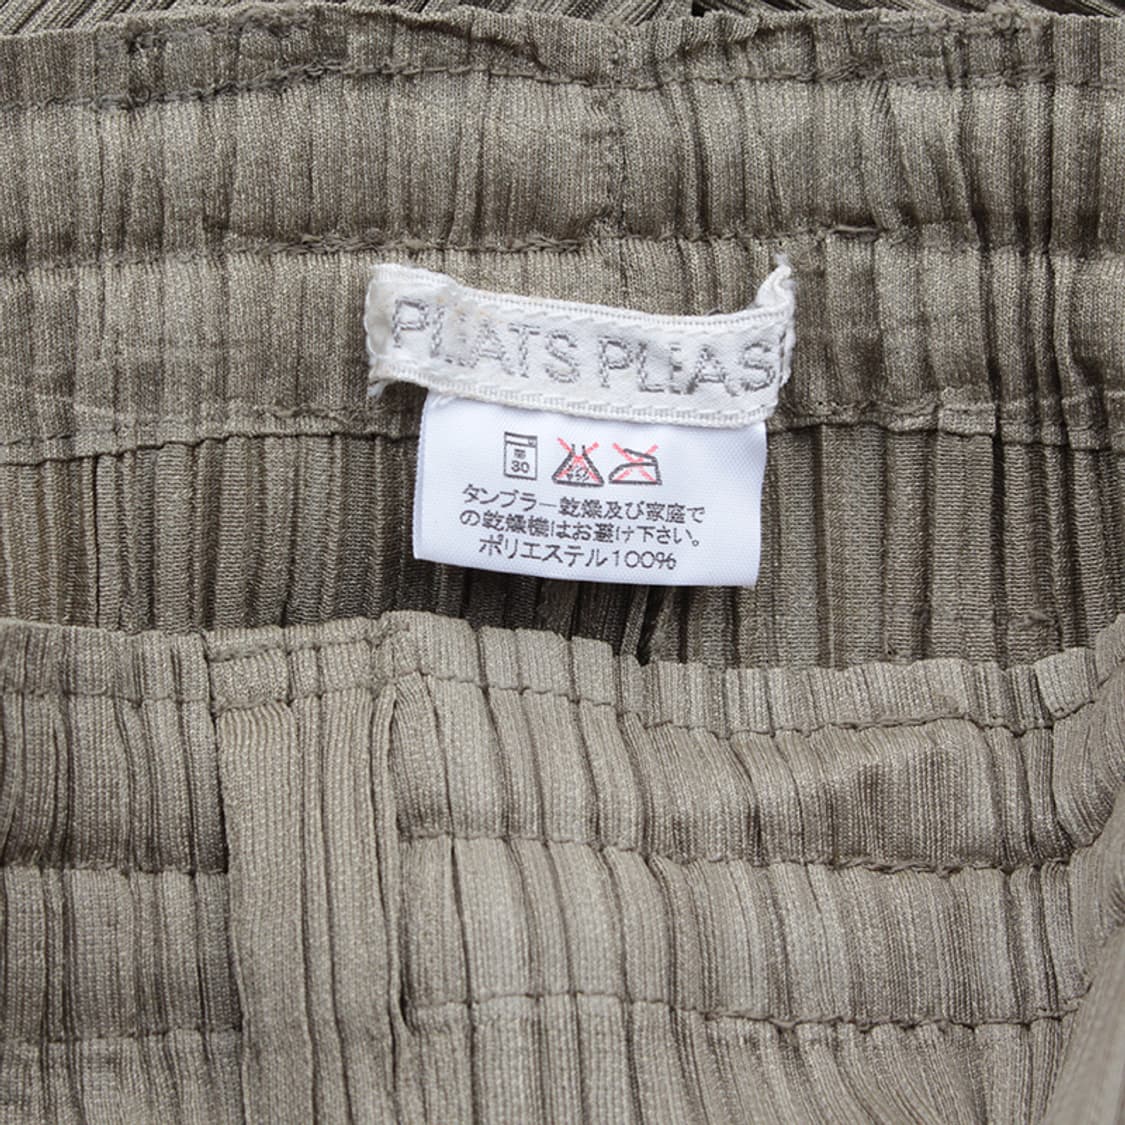 PLEATS PLEAS
弱
30
タンブラー乾燥及び家庭で
の乾燥機はお避け下さい。
ポリエステル100%